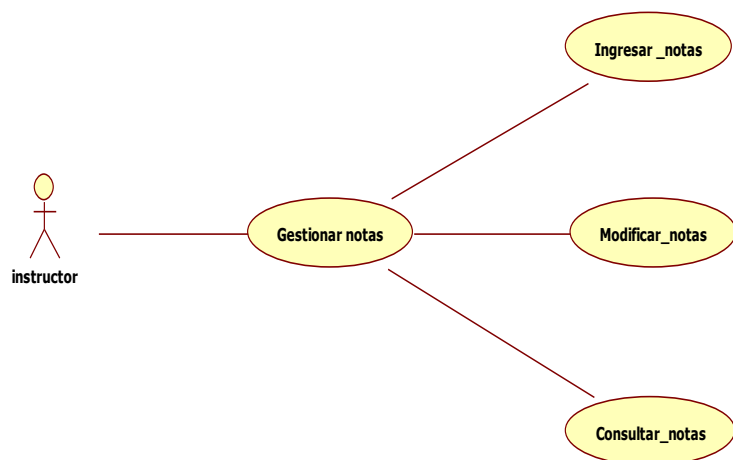 Ingresar _notas
Gestionar notas
Modificar_notas
instructor
Consultar_notas